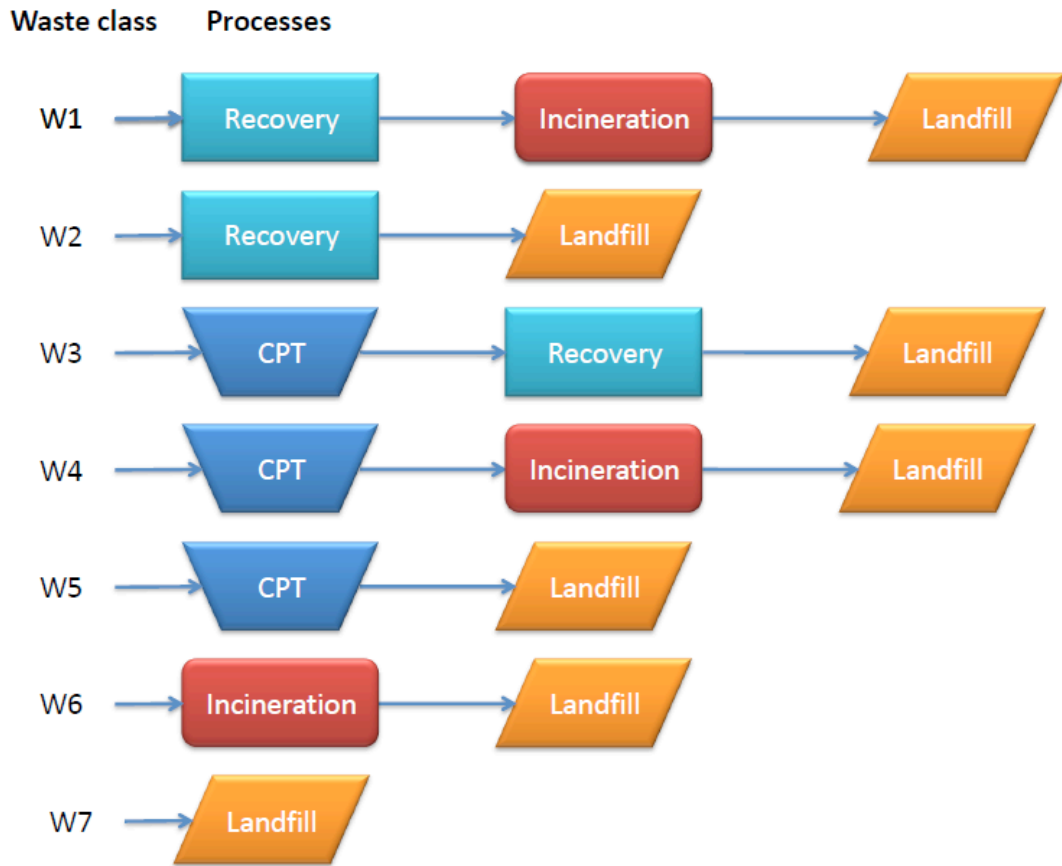 Waste class Processes
W1 Recovery Incineration Landfill
W2 Recovery Landfill
W3 CPT Recovery Landfill
W4 CPT Incineration Landfill
W5 CPT Landfill
W6 Incineration Landfill
W7 Landfill